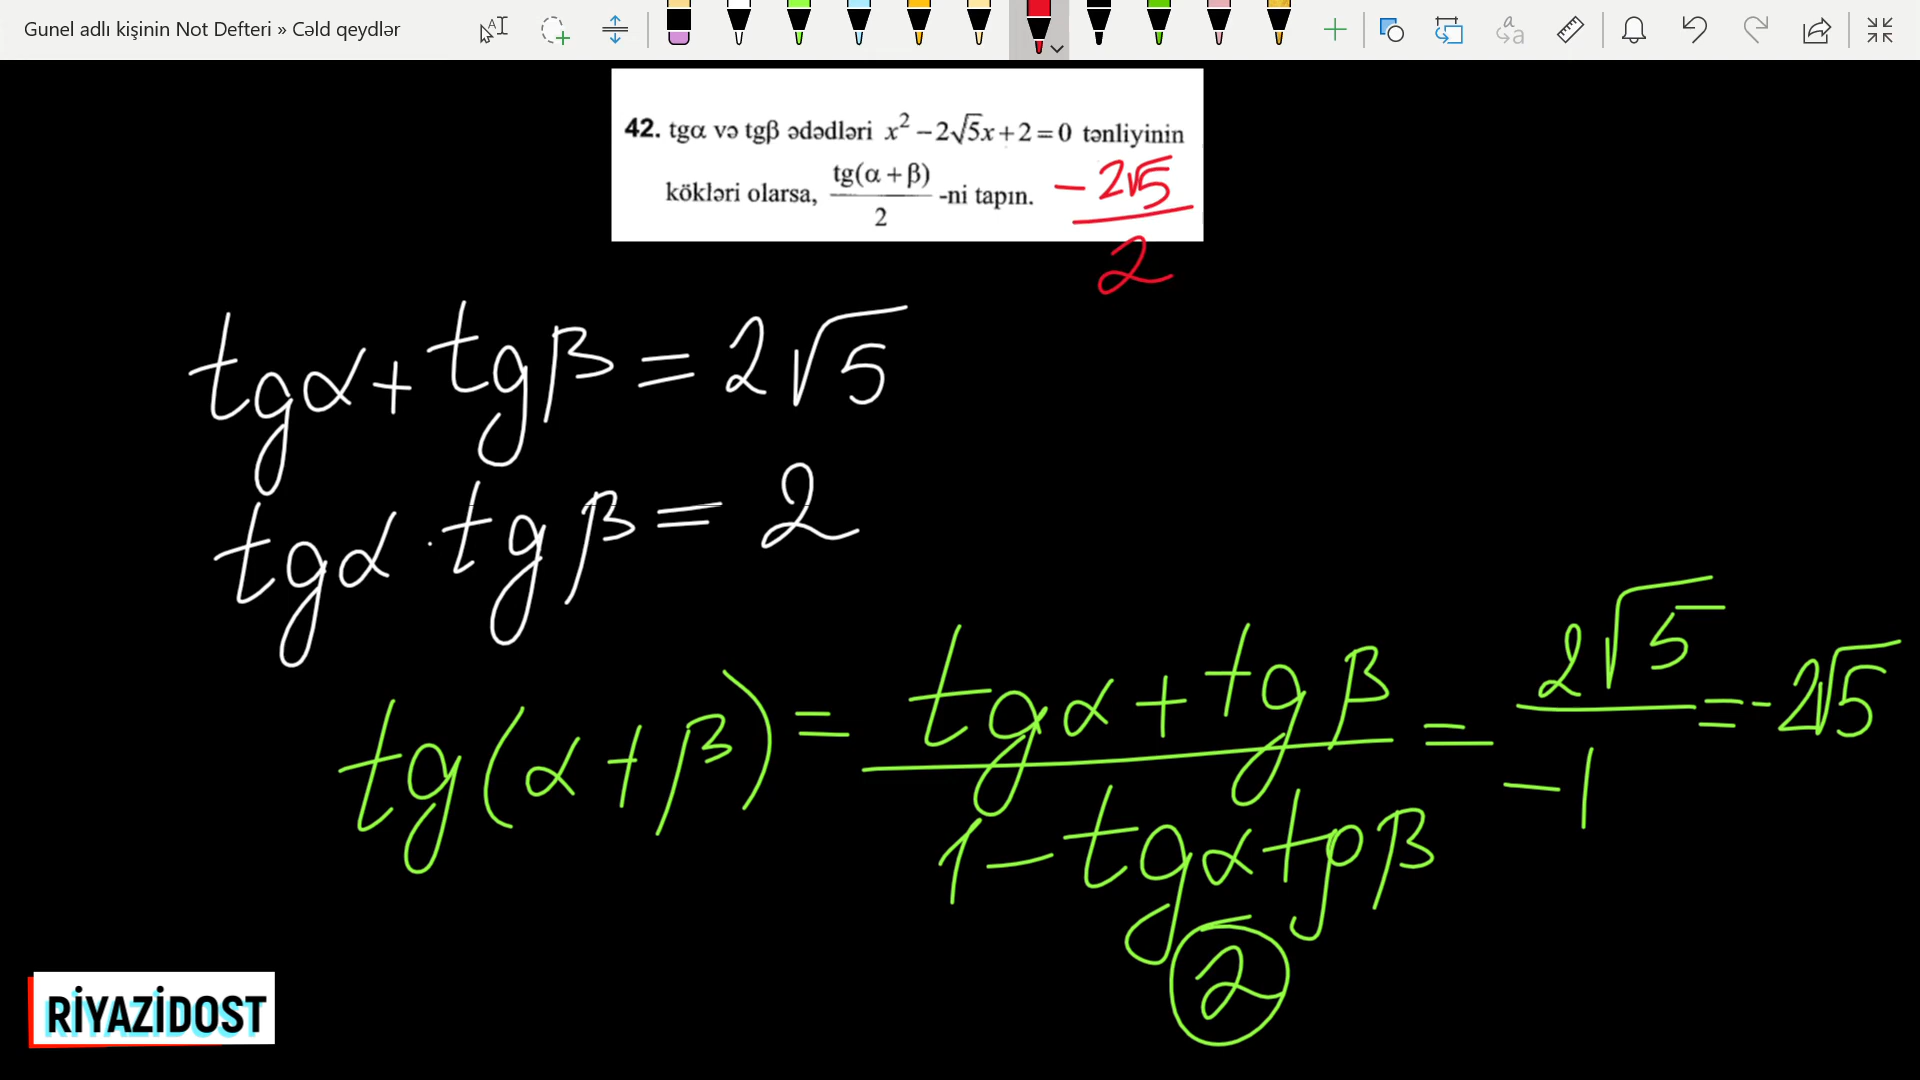 Gunel adlı kişinin Not Defteri » Cəld qeydlər
42. tgα və tgβ ədədləri x² − 2√5x + 2 = 0 tənliyinin
kökləri olarsa, tg(α + β)/2 -ni tapın.
−2√5/2
tgα + tgβ = 2√5
tgα · tgβ = 2
tg(α + β) = (tgα + tgβ)/(1 − tgα tgβ) = 2√5/−1 = −2√5
2
RİYAZİDOST